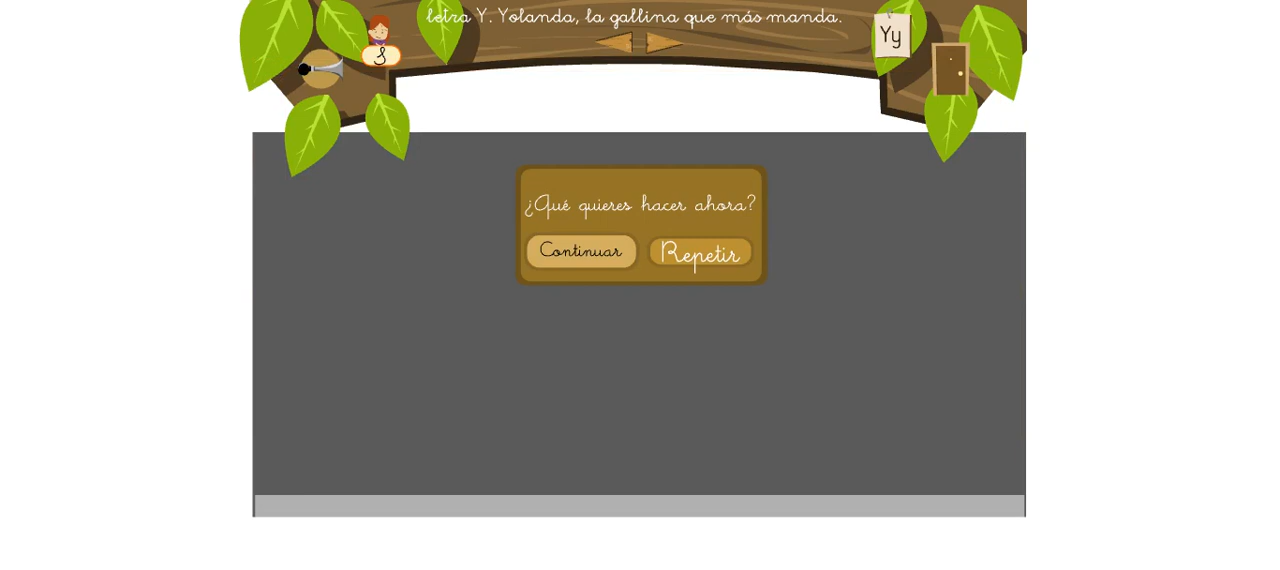 letra Y. Yolanda, la gallina que más manda.
Yy
¿Qué quieres hacer ahora?
Continuar
Repetir